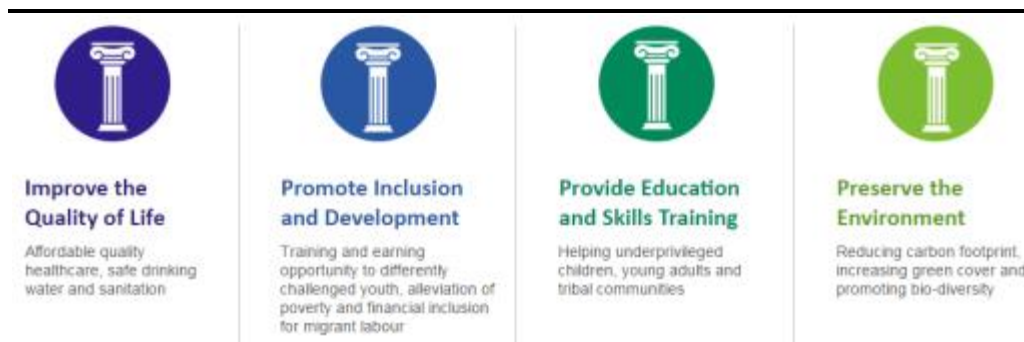 Improve the
Quality of Life
Affordable quality
healthcare, safe drinking
water and sanitation
Promote Inclusion
and Development
Training and earning
opportunity to differently
challenged youth, alleviation of
poverty and financial inclusion
for migrant labour
Provide Education
and Skills Training
Helping underprivileged
children, young adults and
tribal communities
Preserve the
Environment
Reducing carbon footprint,
increasing green cover and
promoting bio-diversity